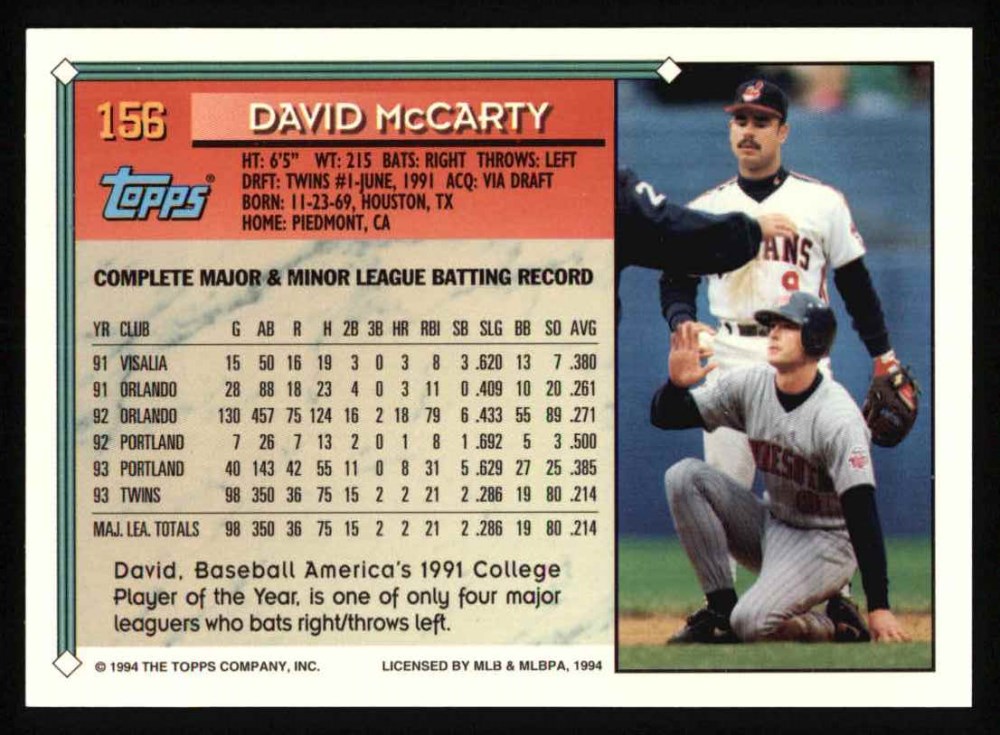 156
DAVID McCARTY
topps®
HT: 6'5" WT: 215 BATS: RIGHT THROWS: LEFT
DRFT: TWINS #1-JUNE, 1991 ACQ: VIA DRAFT
BORN: 11-23-69, HOUSTON, TX
HOME: PIEDMONT, CA
COMPLETE MAJOR & MINOR LEAGUE BATTING RECORD
YR CLUB G AB R H 2B 3B HR RBI SB SLG BB SO AVG
91 VISALIA 15 50 16 19 3 0 3 8 3 .620 13 7 .380
91 ORLANDO 28 88 18 23 4 0 3 11 0 .409 10 20 .261
92 ORLANDO 130 457 75 124 16 2 18 79 6 .433 55 89 .271
92 PORTLAND 7 26 7 13 2 0 1 8 1 .692 5 3 .500
93 PORTLAND 40 143 42 55 11 0 8 31 5 .629 27 25 .385
93 TWINS 98 350 36 75 15 2 2 21 2 .286 19 80 .214
MAJ. LEA. TOTALS 98 350 36 75 15 2 2 21 2 .286 19 80 .214
David, Baseball America's 1991 College
Player of the Year, is one of only four major
leaguers who bats right/throws left.
© 1994 THE TOPPS COMPANY, INC. LICENSED BY MLB & MLBPA, 1994
2
9